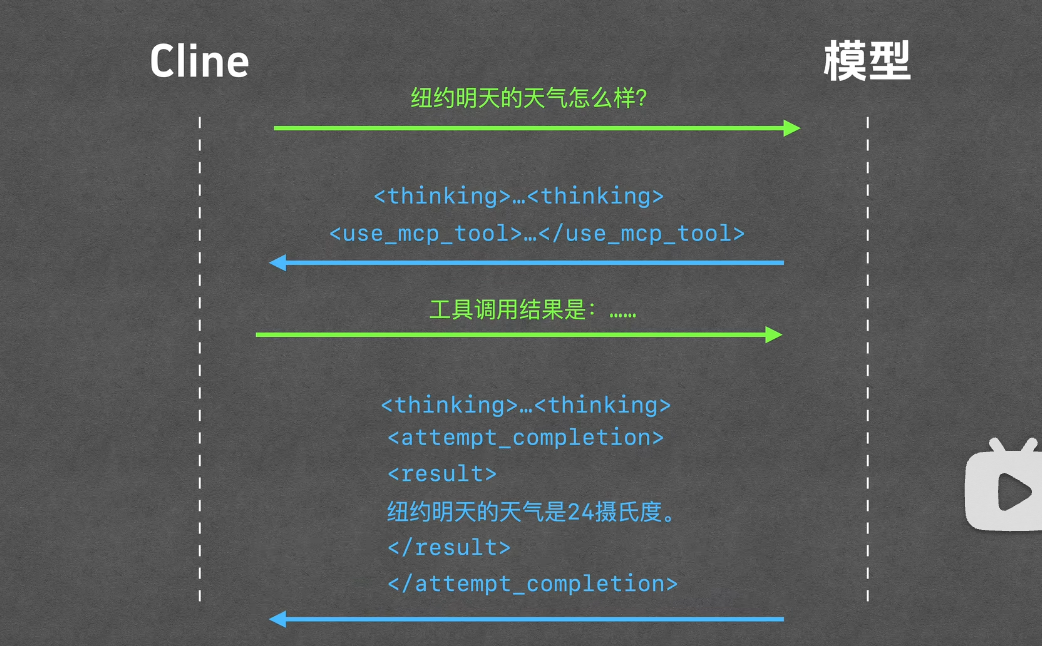 Cline
模型
纽约明天的天气怎么样?
<thinking>…<thinking>
<use_mcp_tool>…</use_mcp_tool>
工具调用结果是：……
<thinking>…<thinking>
<attempt_completion>
<result>
纽约明天的天气是24摄氏度。
</result>
</attempt_completion>